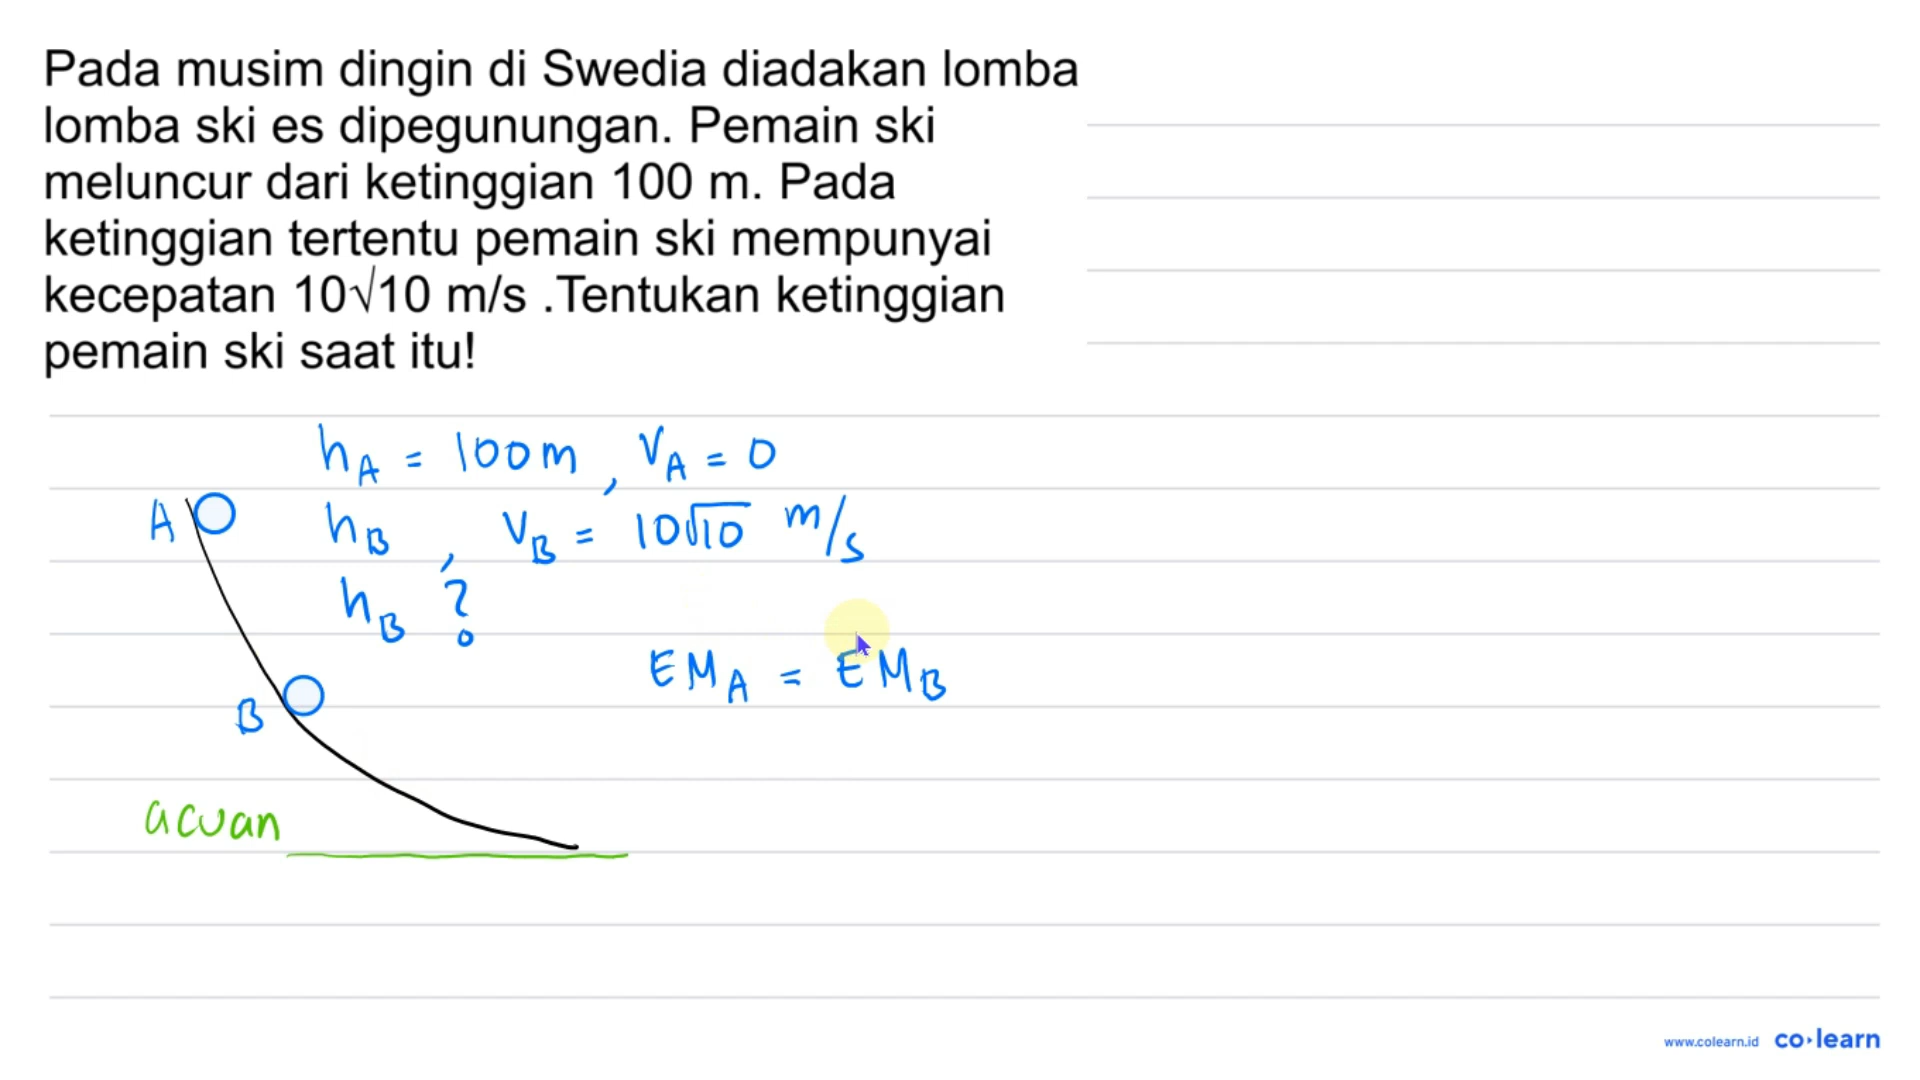 Pada musim dingin di Swedia diadakan lomba
lomba ski es dipegunungan. Pemain ski
meluncur dari ketinggian 100 m. Pada
ketinggian tertentu pemain ski mempunyai
kecepatan 10√10 m/s .Tentukan ketinggian
pemain ski saat itu!
h_A = 100 m , v_A = 0
A
h_B , v_B = 10√10 m/s
h_B ?
EM_A = EM_B
B
acuan
www.colearn.id co·learn